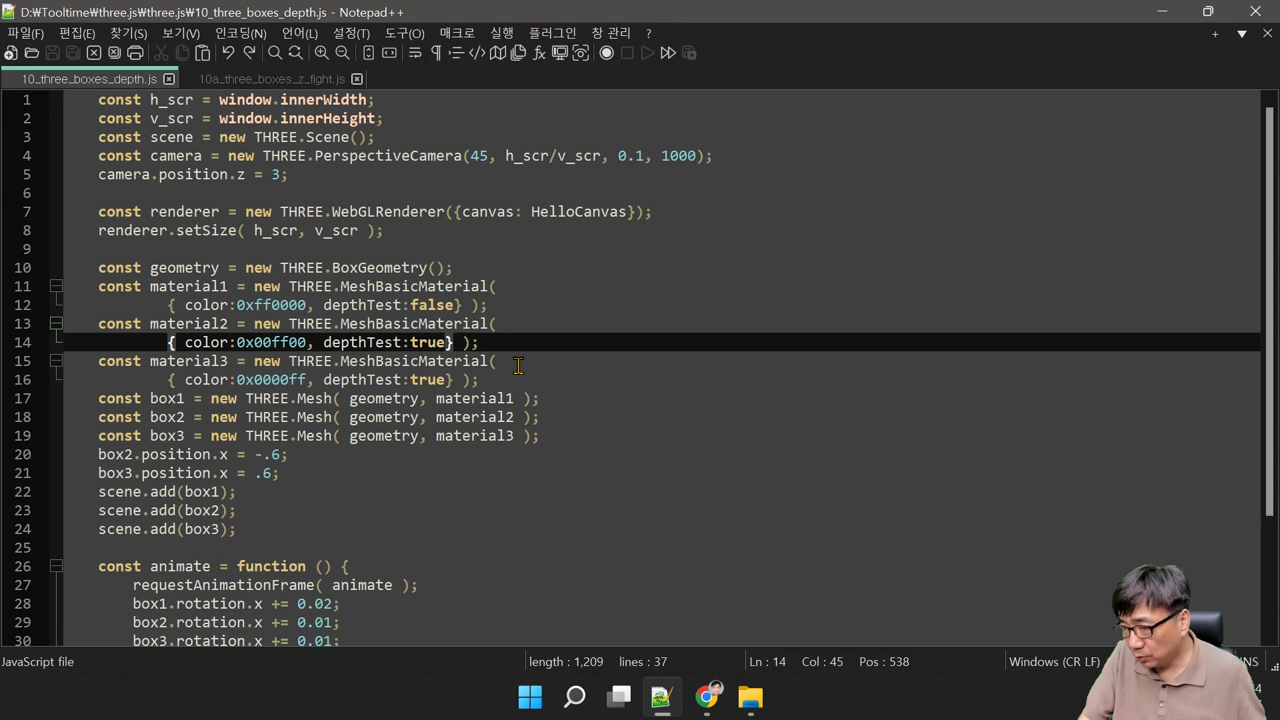 D:\Tooltime\three.js\three.js\10_three_boxes_depth.js - Notepad++
파일(F) 편집(E) 찾기(S) 보기(V) 인코딩(N) 언어(L) 설정(T) 도구(O) 매크로 실행 플러그인 창 관리 ?
10_three_boxes_depth.js 10a_three_boxes_z_fight.js
1 const h_scr = window.innerWidth;
2 const v_scr = window.innerHeight;
3 const scene = new THREE.Scene();
4 const camera = new THREE.PerspectiveCamera(45, h_scr/v_scr, 0.1, 1000);
5 camera.position.z = 3;
6
7 const renderer = new THREE.WebGLRenderer({canvas: HelloCanvas});
8 renderer.setSize( h_scr, v_scr );
9
10 const geometry = new THREE.BoxGeometry();
11 const material1 = new THREE.MeshBasicMaterial(
12 { color:0xff0000, depthTest:false} );
13 const material2 = new THREE.MeshBasicMaterial(
14 { color:0x00ff00, depthTest:true} );
15 const material3 = new THREE.MeshBasicMaterial(
16 { color:0x0000ff, depthTest:true} );
17 const box1 = new THREE.Mesh( geometry, material1 );
18 const box2 = new THREE.Mesh( geometry, material2 );
19 const box3 = new THREE.Mesh( geometry, material3 );
20 box2.position.x = -.6;
21 box3.position.x = .6;
22 scene.add(box1);
23 scene.add(box2);
24 scene.add(box3);
25
26 const animate = function () {
27 requestAnimationFrame( animate );
28 box1.rotation.x += 0.02;
29 box2.rotation.x += 0.01;
30 box3.rotation.x += 0.01;
JavaScript file length : 1,209 lines : 37 Ln : 14 Col : 45 Pos : 538 Windows (CR LF) NS